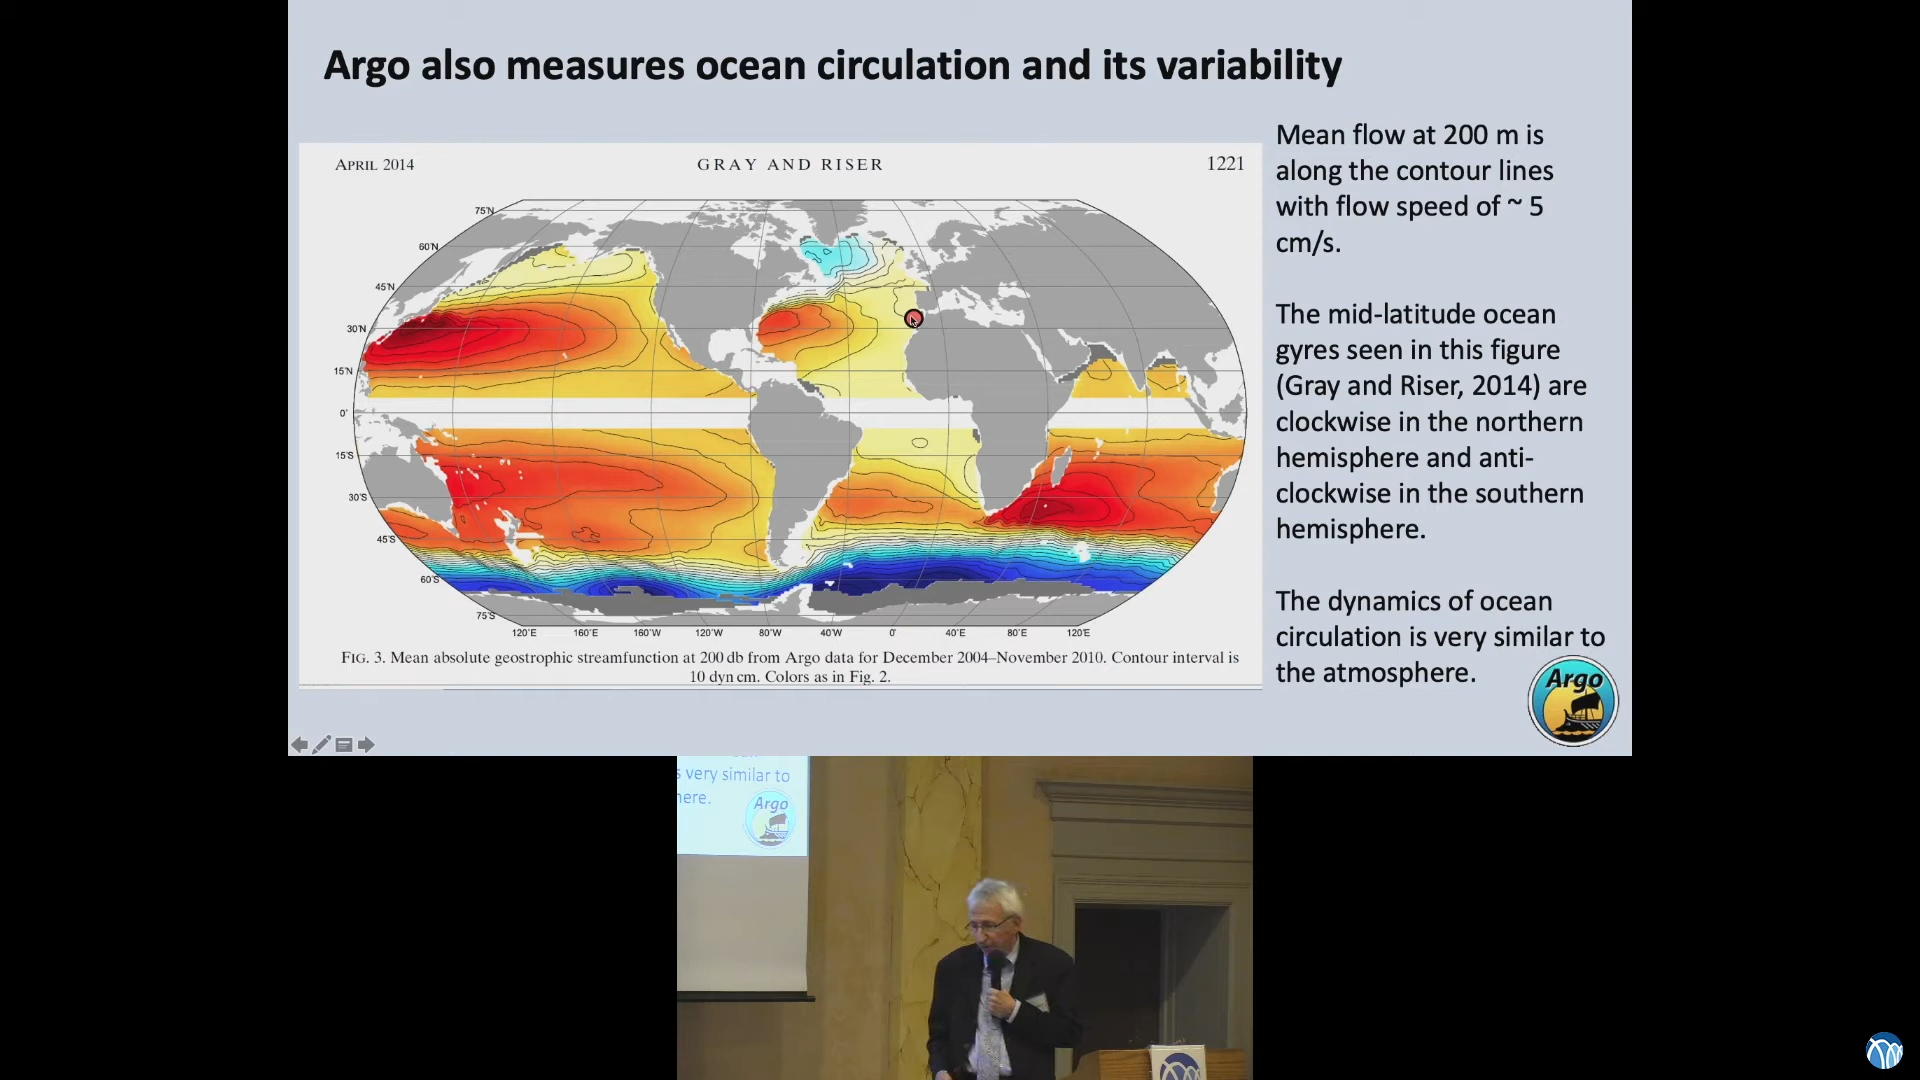 Argo also measures ocean circulation and its variability
APRIL 2014
GRAY AND RISER
1221
75°N
60°N
45°N
30°N
15°N
0°
15°S
30°S
45°S
60°S
75°S
120°E 160°E 160°W 120°W 80°W 40°W 0° 40°E 80°E 120°E
FIG. 3. Mean absolute geostrophic streamfunction at 200 db from Argo data for December 2004–November 2010. Contour interval is
10 dyn cm. Colors as in Fig. 2.
Mean flow at 200 m is
along the contour lines
with flow speed of ~ 5
cm/s.
The mid-latitude ocean
gyres seen in this figure
(Gray and Riser, 2014) are
clockwise in the northern
hemisphere and anti-
clockwise in the southern
hemisphere.
The dynamics of ocean
circulation is very similar to
the atmosphere.
Argo
s very similar to
here.
Argo